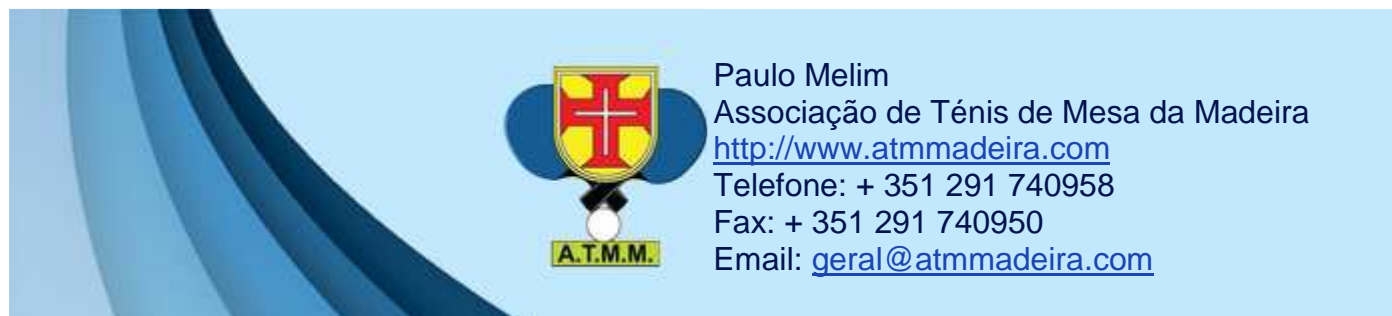 Paulo Melim
Associação de Ténis de Mesa da Madeira
http://www.atmmadeira.com
Telefone: + 351 291 740958
Fax: + 351 291 740950
Email: geral@atmmadeira.com
A.T.M.M.